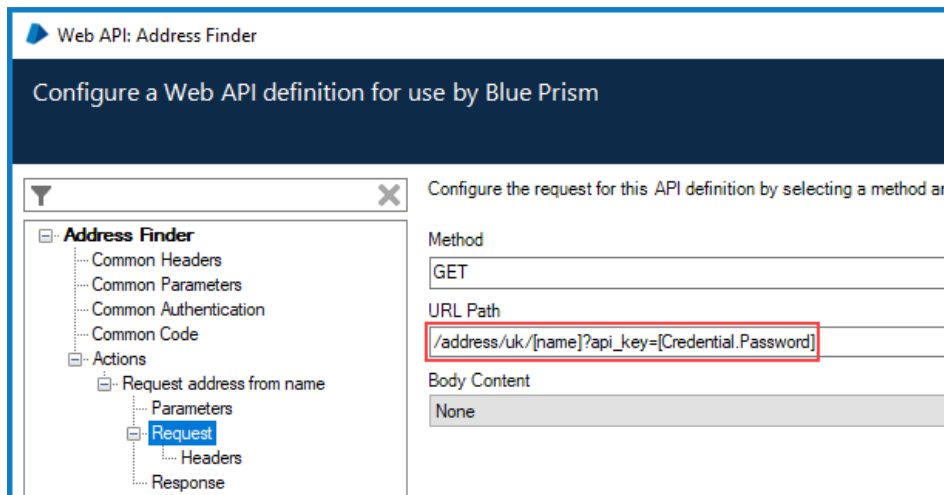 Web API: Address Finder
Configure a Web API definition for use by Blue Prism
Configure the request for this API definition by selecting a method
Address Finder
Common Headers
Common Parameters
Common Authentication
Common Code
Actions
Request address from name
Parameters
Request
Headers
Response
Method
GET
URL Path
/address/uk/[name]?api_key=[Credential.Password]
Body Content
None